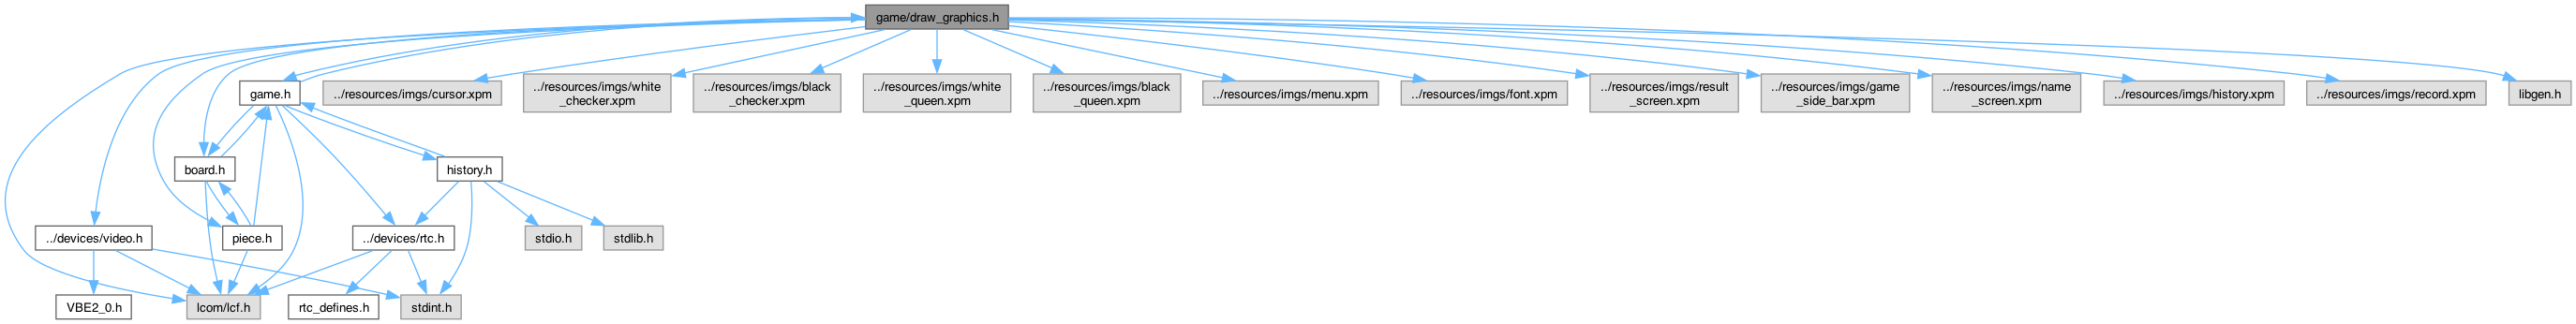 game/draw_graphics.h
game.h
../resources/imgs/cursor.xpm
../resources/imgs/white
_checker.xpm
../resources/imgs/black
_checker.xpm
../resources/imgs/white
_queen.xpm
../resources/imgs/black
_queen.xpm
../resources/imgs/menu.xpm
../resources/imgs/font.xpm
../resources/imgs/result
_screen.xpm
../resources/imgs/game
_side_bar.xpm
../resources/imgs/name
_screen.xpm
../resources/imgs/history.xpm
../resources/imgs/record.xpm
libgen.h
board.h
history.h
../devices/video.h
piece.h
../devices/rtc.h
stdio.h
stdlib.h
VBE2_0.h
lcom/lcf.h
rtc_defines.h
stdint.h